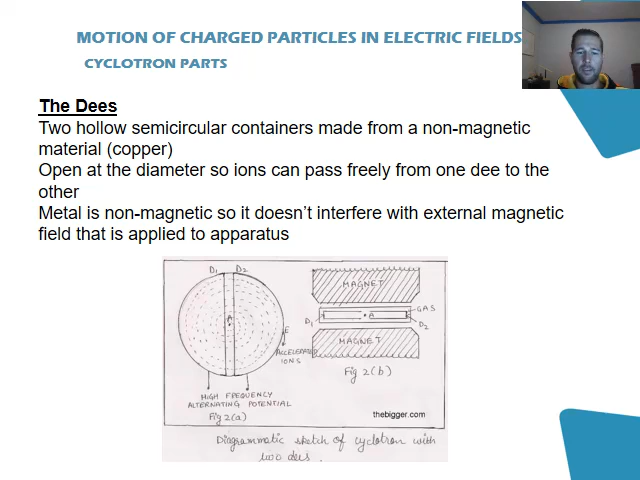 MOTION OF CHARGED PARTICLES IN ELECTRIC FIELDS
CYCLOTRON PARTS
The Dees
Two hollow semicircular containers made from a non-magnetic
material (copper)
Open at the diameter so ions can pass freely from one dee to the
other
Metal is non-magnetic so it doesn't interfere with external magnetic
field that is applied to apparatus
D1 D2
A
E
ACCELERATED
IONS
HIGH FREQUENCY
ALTERNATING POTENTIAL
Fig 2(a)
MAGNET
GAS
D1
A
D2
MAGNET
Fig 2(b)
thebigger.com
Diagrammatic sketch of cyclotron with
two dees.